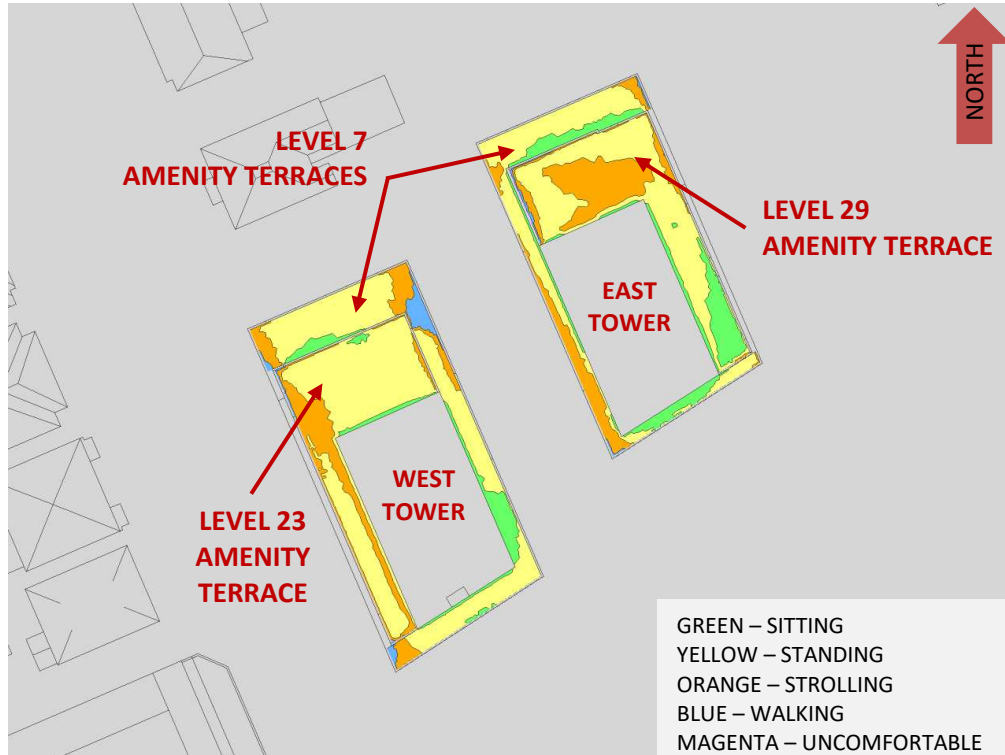 NORTH
LEVEL 7
AMENITY TERRACES
LEVEL 29
AMENITY TERRACE
EAST
TOWER
WEST
TOWER
LEVEL 23
AMENITY
TERRACE
GREEN – SITTING
YELLOW – STANDING
ORANGE – STROLLING
BLUE – WALKING
MAGENTA – UNCOMFORTABLE